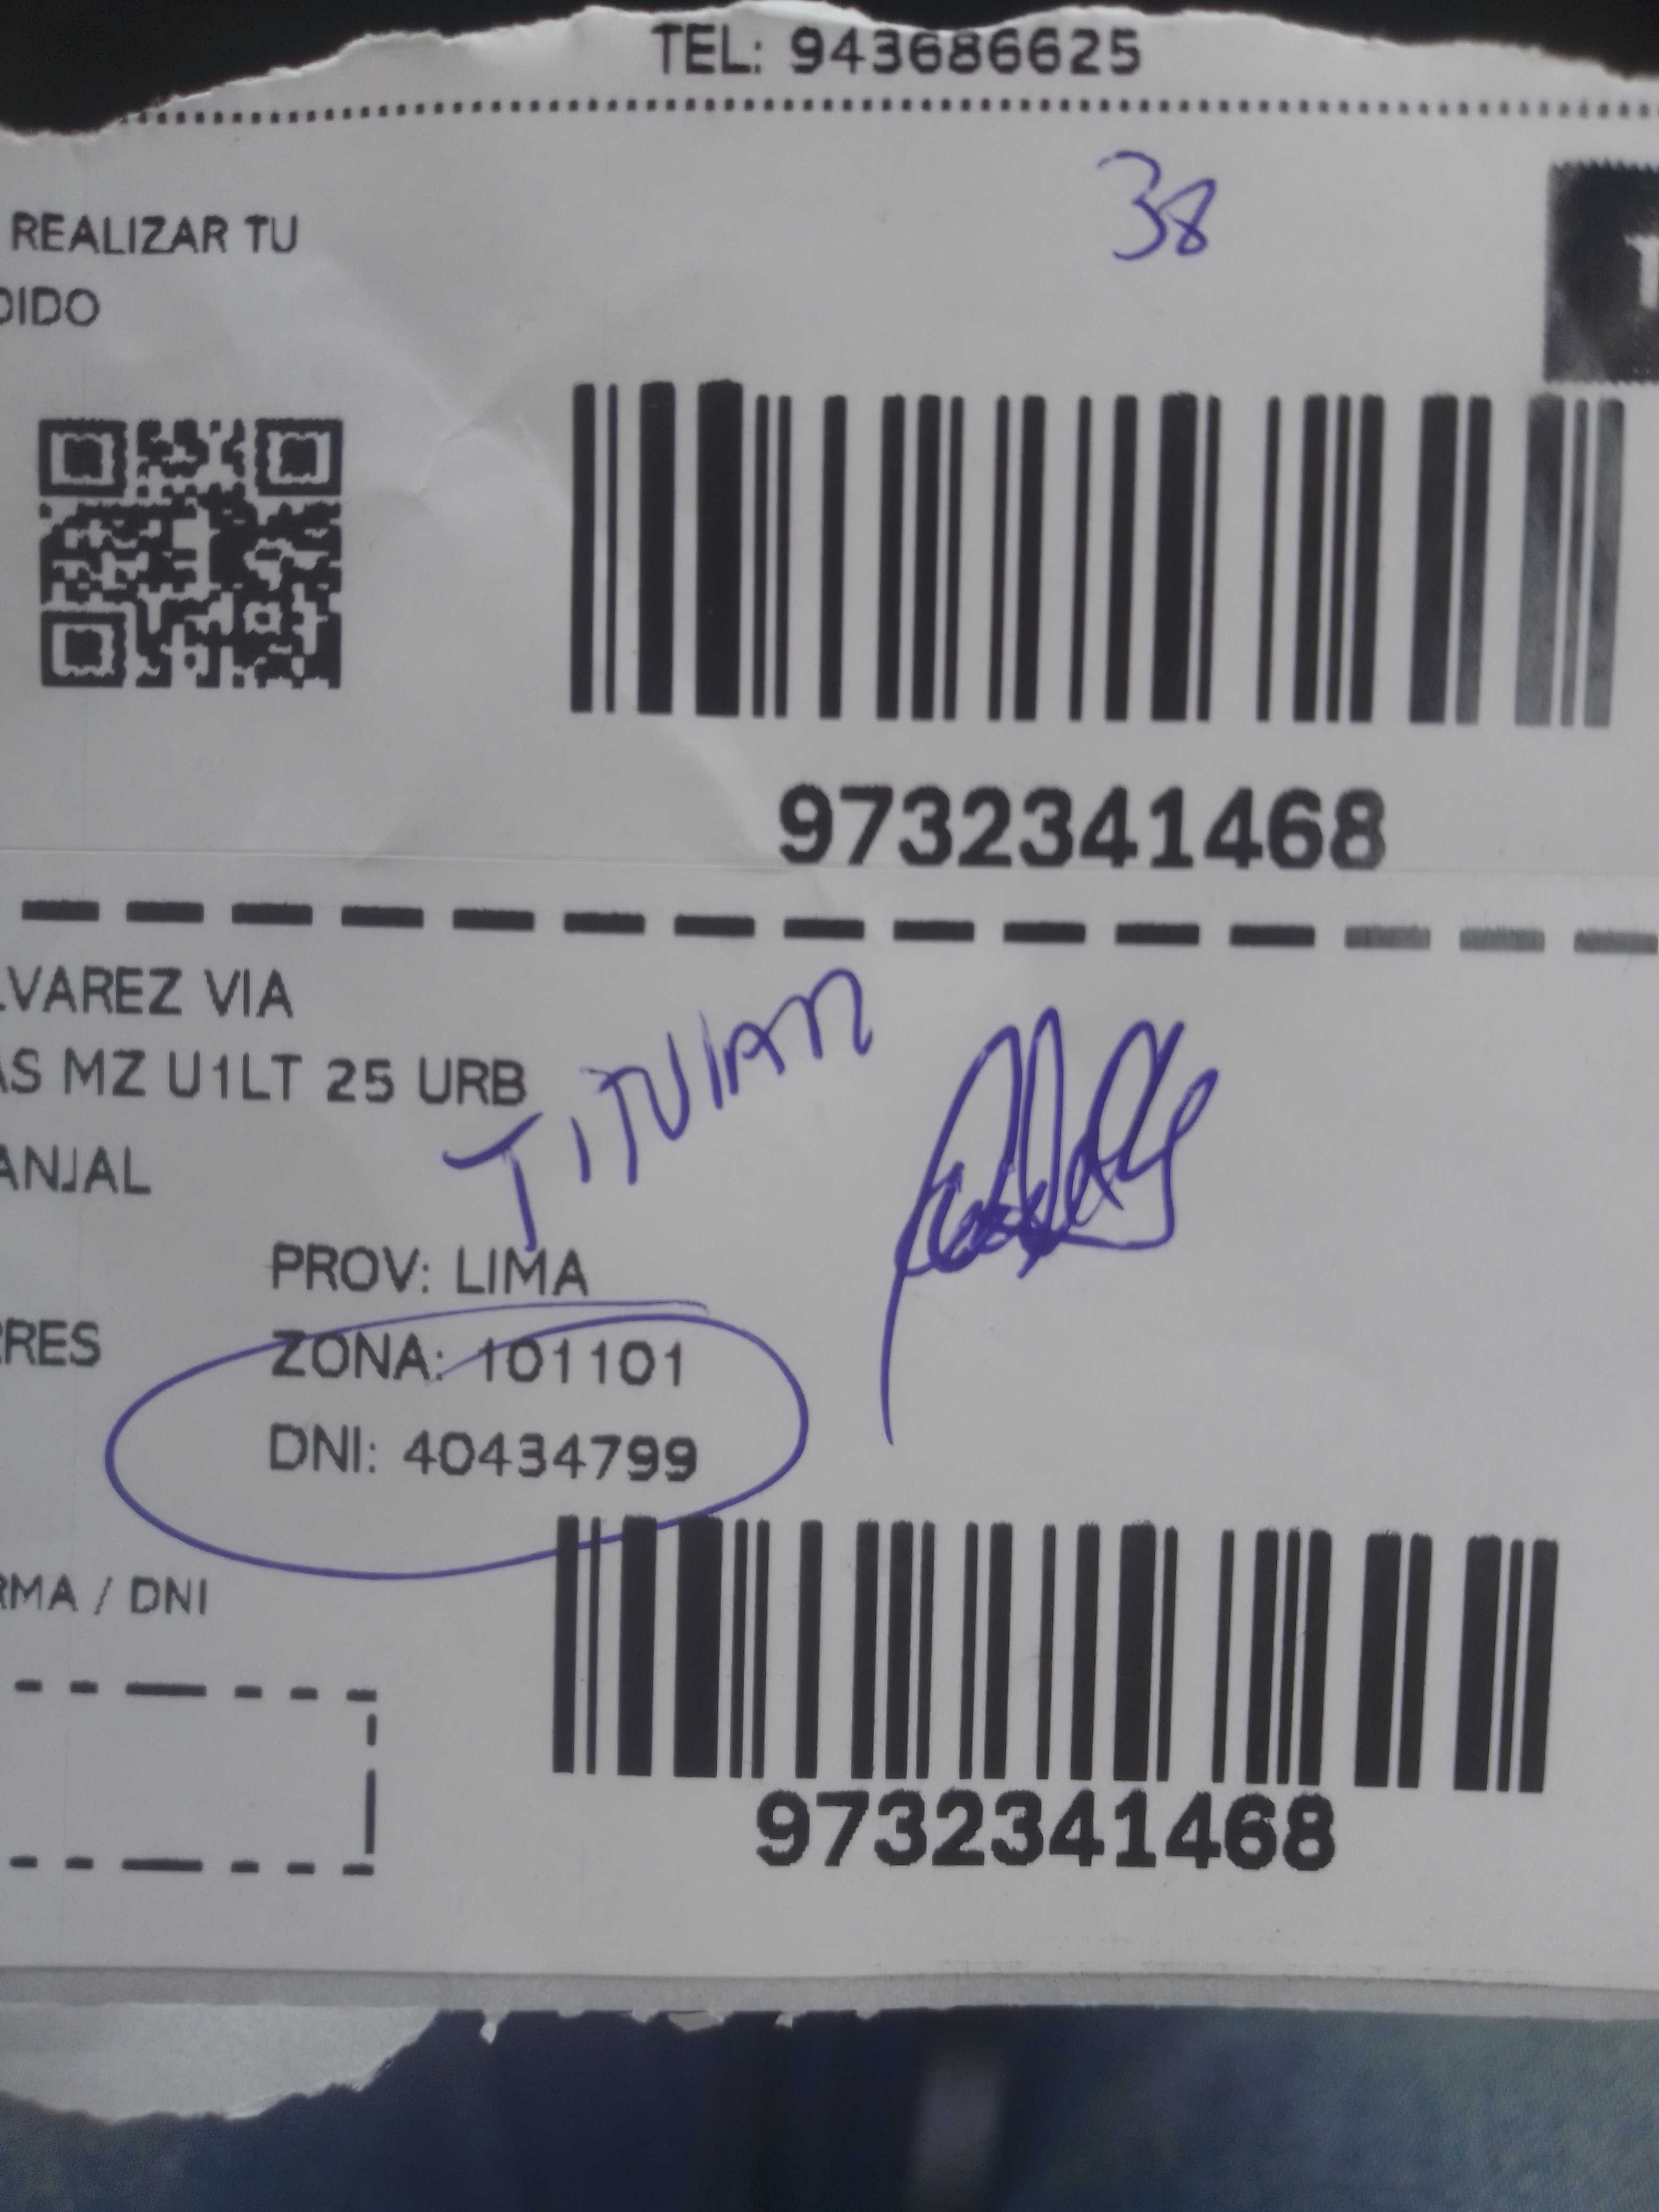 TEL: 943686625
38
REALIZAR TU
DIDO
T
9732341468
LVAREZ VIA
AS MZ U1LT 25 URB
TITULAR
ANJAL
PROV: LIMA
RRES
ZONA: 101101
DNI: 40434799
RMA / DNI
9732341468